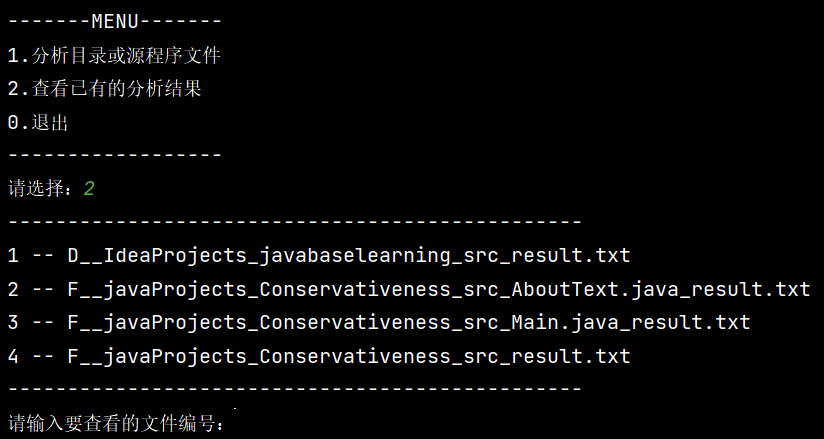 -------MENU-------
1.分析目录或源程序文件
2.查看已有的分析结果
0.退出
------------------
请选择：2
------------------------------------------------
1 -- D__IdeaProjects_javabaselearning_src_result.txt
2 -- F__javaProjects_Conservativeness_src_AboutText.java_result.txt
3 -- F__javaProjects_Conservativeness_src_Main.java_result.txt
4 -- F__javaProjects_Conservativeness_src_result.txt
------------------------------------------------
请输入要查看的文件编号：